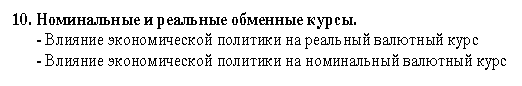 10. Номинальные и реальные обменные курсы.
- Влияние экономической политики на реальный валютный курс
- Влияние экономической политики на номинальный валютный курс